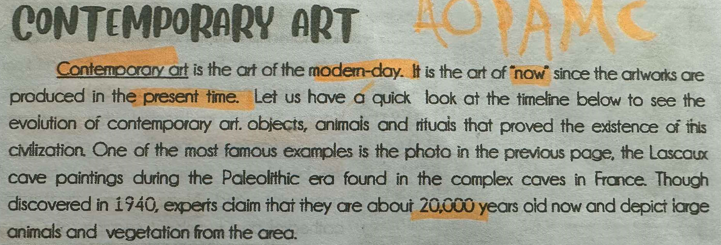 CONTEMPORARY ART AOPAMC
Contemporary art is the art of the modern-day. It is the art of "now" since the artworks are
produced in the present time. Let us have a quick look at the timeline below to see the
evolution of contemporary art. objects, animals and rituals that proved the existence of this
civilization. One of the most famous examples is the photo in the previous page, the Lascaux
cave paintings during the Paleolithic era found in the complex caves in France. Though
discovered in 1940, experts claim that they are about 20,000 years old now and depict large
animals and vegetation from the area.